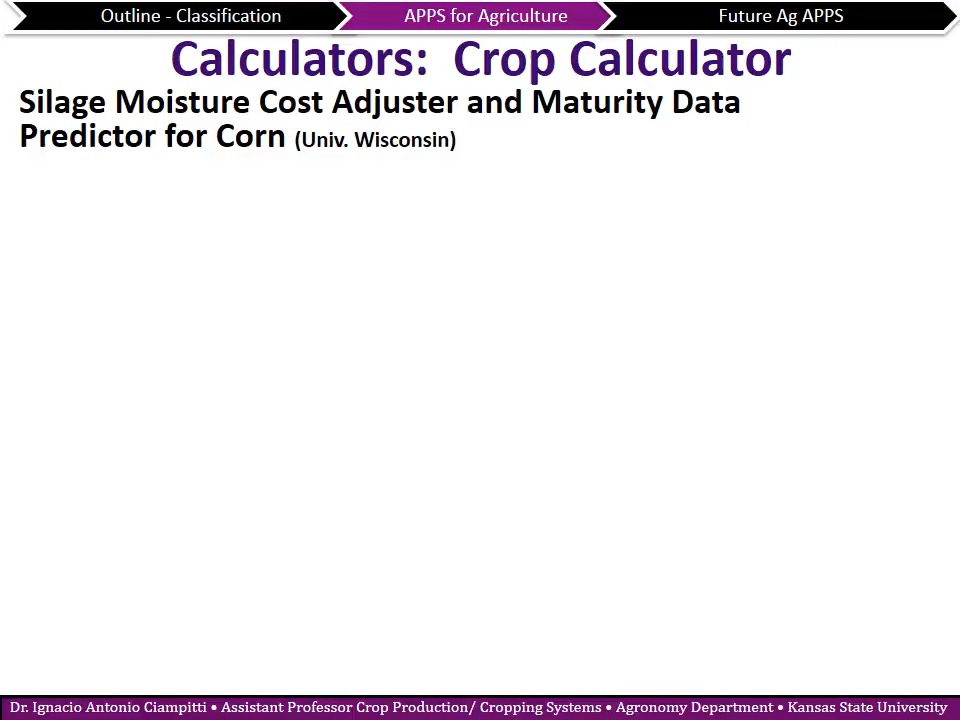 Outline - Classification
APPS for Agriculture
Future Ag APPS
Calculators:  Crop Calculator
Silage Moisture Cost Adjuster and Maturity Data
Predictor for Corn (Univ. Wisconsin)
Dr. Ignacio Antonio Ciampitti • Assistant Professor Crop Production/ Cropping Systems • Agronomy Department • Kansas State University